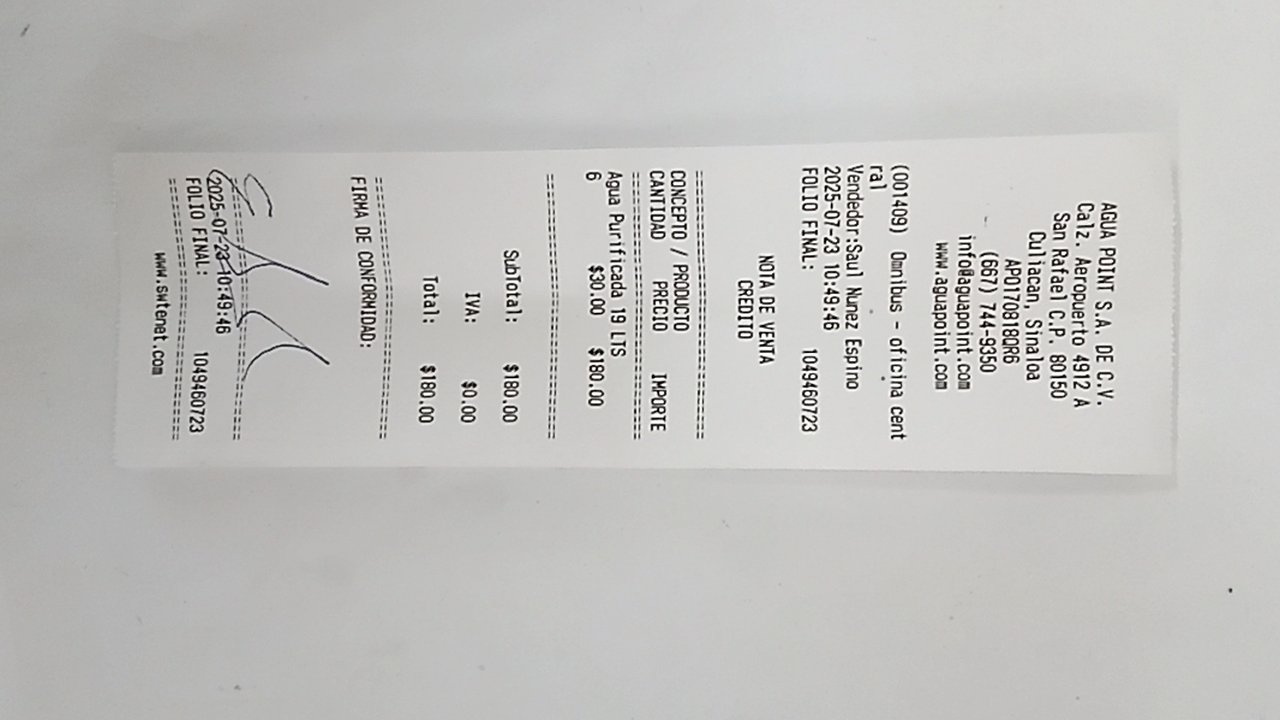 AGUA POINT S.A. DE C.V.
Calz. Aeropuerto 4912 A
San Rafael C.P. 80150
Culiacan, Sinaloa
APO170818QR6
(667) 744-9350
info@aguapoint.com
www.aguapoint.com
(001409) Omnibus - oficina cent
ral
Vendedor:Saul Nunez Espino
2025-07-23 10:49:46
FOLIO FINAL: 1049460723
NOTA DE VENTA
CREDITO
===============================
CONCEPTO / PRODUCTO
CANTIDAD PRECIO IMPORTE
===============================
Agua Purificada 19 LTS
6 $30.00 $180.00
===============================
SubTotal: $180.00
IVA: $0.00
Total: $180.00
===============================
FIRMA DE CONFORMIDAD:
===============================
2025-07-23 10:49:46
FOLIO FINAL: 1049460723
===============================
www.swtenet.com